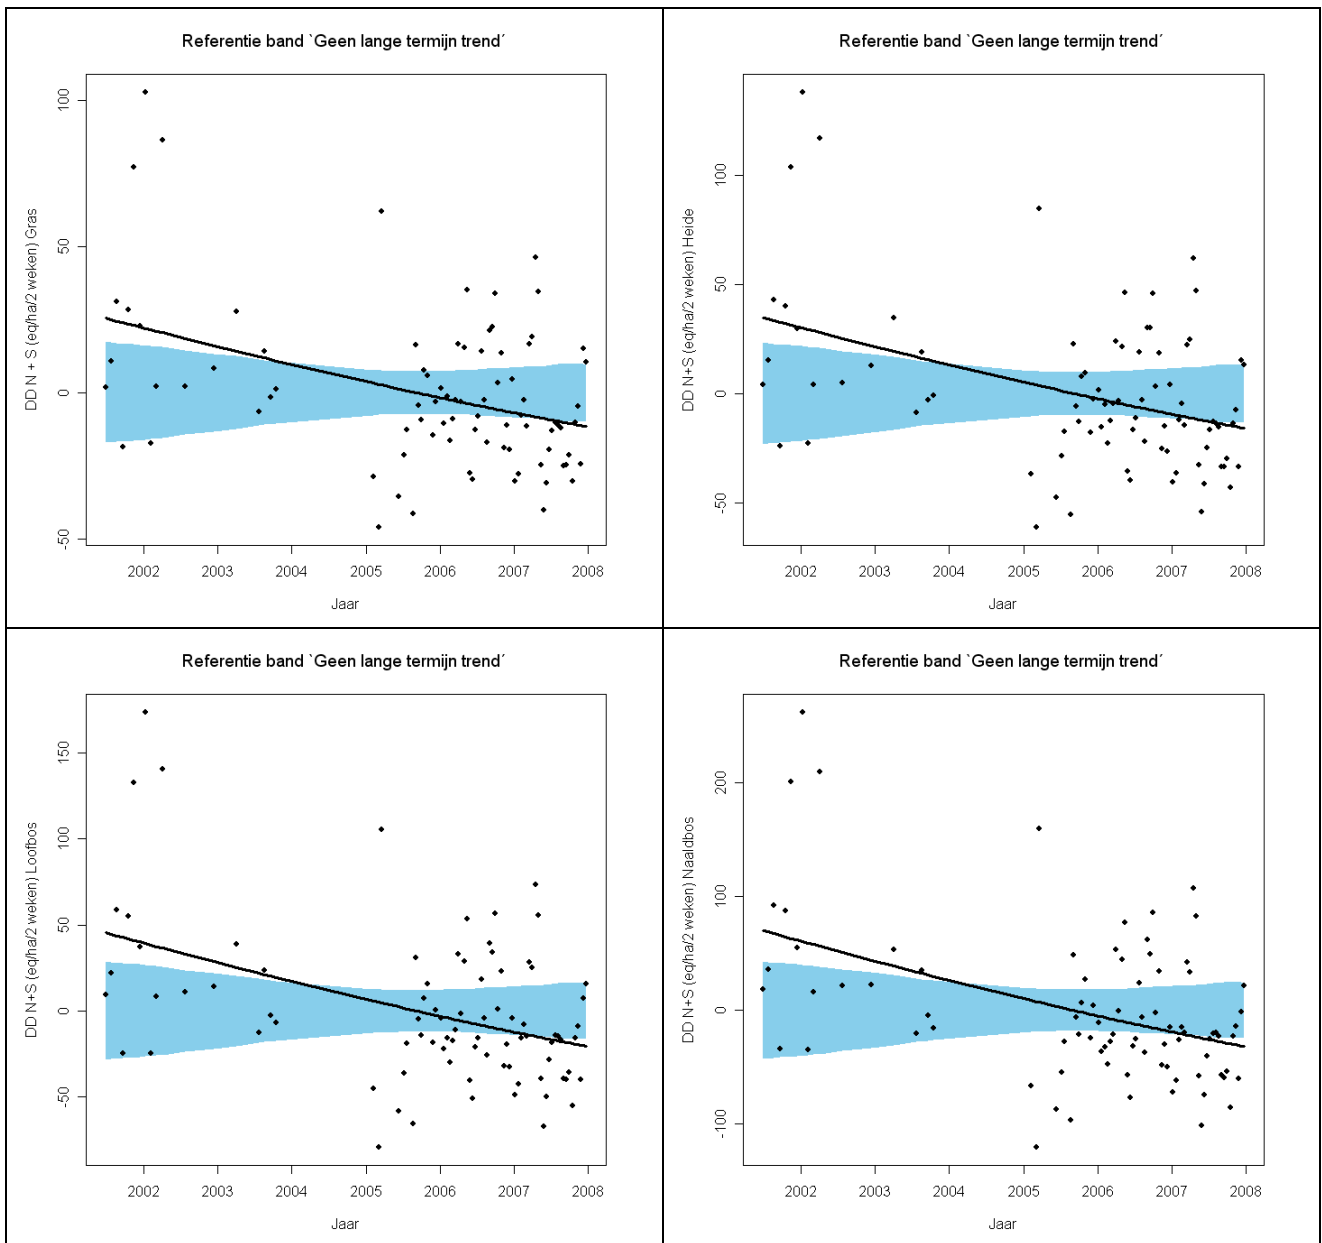 Referentie band `Geen lange termijn trend´
DD N + S (eq/ha/2 weken) Gras
100
50
0
-50
2002 2003 2004 2005 2006 2007 2008
Jaar
Referentie band `Geen lange termijn trend´
DD N+S (eq/ha/2 weken) Heide
100
50
0
-50
2002 2003 2004 2005 2006 2007 2008
Jaar
Referentie band `Geen lange termijn trend´
DD N+S (eq/ha/2 weken) Loofbos
150
100
50
0
-50
2002 2003 2004 2005 2006 2007 2008
Jaar
Referentie band `Geen lange termijn trend´
DD N+S (eq/ha/2 weken) Naaldbos
200
100
0
-100
2002 2003 2004 2005 2006 2007 2008
Jaar